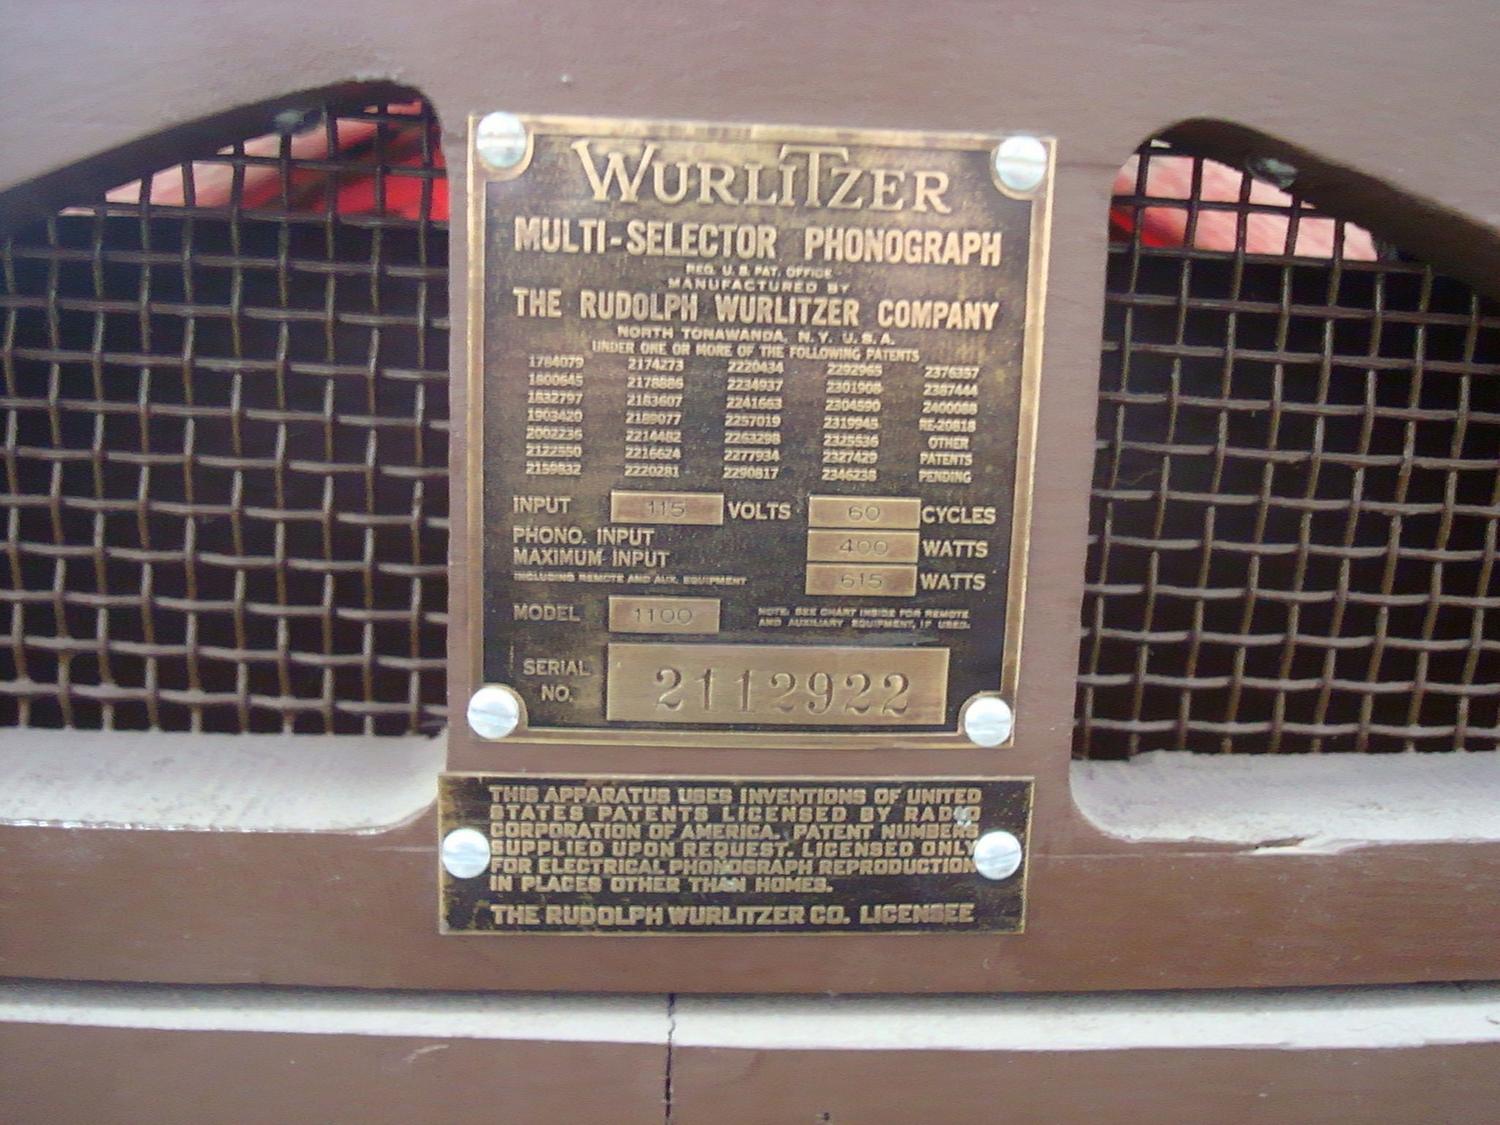 WURLITZER
MULTI-SELECTOR PHONOGRAPH
REG. U. S. PAT. OFFICE
MANUFACTURED BY
THE RUDOLPH WURLITZER COMPANY
NORTH TONAWANDA, N. Y. U. S. A.
UNDER ONE OR MORE OF THE FOLLOWING PATENTS
1784079 2174273 2220434 2292965 2376357
1800645 2178886 2234937 2301908 2387444
1832797 2183607 2241663 2304590 2400088
1903420 2189077 2257019 2319945 RE-20818
2002236 2214482 2263298 2325536 OTHER
2122550 2216624 2277934 2327429 PATENTS
2159832 2220281 2290817 2346238 PENDING
INPUT 115 VOLTS 60 CYCLES
PHONO. INPUT 400 WATTS
MAXIMUM INPUT 615 WATTS
INCLUDING REMOTE AND AUX. EQUIPMENT
MODEL 1100 NOTE. SEE CHART INSIDE FOR REMOTE
AND AUXILIARY EQUIPMENT, IF USED.
SERIAL
NO. 2112922
THIS APPARATUS USES INVENTIONS OF UNITED
STATES PATENTS LICENSED BY RADIO
CORPORATION OF AMERICA. PATENT NUMBERS
SUPPLIED UPON REQUEST. LICENSED ONLY
FOR ELECTRICAL PHONOGRAPH REPRODUCTION
IN PLACES OTHER THAN HOMES.
THE RUDOLPH WURLITZER CO. LICENSEE